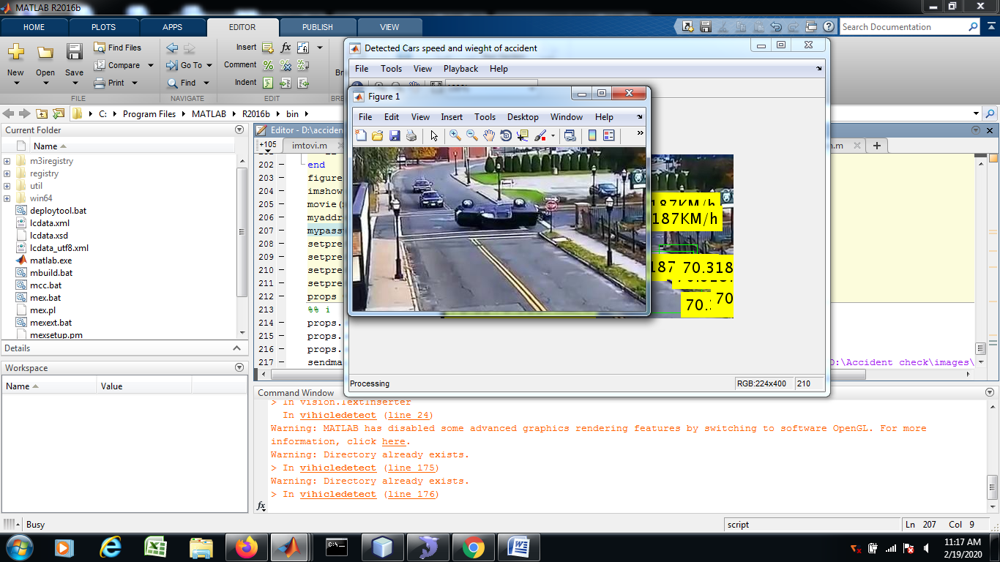 MATLAB R2016b
HOME PLOTS APPS EDITOR PUBLISH VIEW
Search Documentation
New Open Save
Find Files
Compare
Print
FILE
Go To
Find
NAVIGATE
Insert
Comment
Indent
EDIT
Detected Cars speed and wieght of accident
File Tools View Playback Help
Figure 1
File Edit View Insert Tools Desktop Window Help
C: Program Files MATLAB R2016b bin
Current Folder
Name
m3iregistry
registry
util
win64
deploytool.bat
lcdata.xml
lcdata.xsd
lcdata_utf8.xml
matlab.exe
mbuild.bat
mcc.bat
mex.bat
mex.pl
mexext.bat
mexsetup.pm
Details
Workspace
Name Value
Editor - D:\acciden
+105 imtovi.m
202 end
203 figure
204 imshow
205 movie(
206 myaddr
207 mypass
208 setpre
209 setpre
210 setpre
211 setpre
212 props
213 %% i
214 props.
215 props.
216 props.
217 sendma
D:\Accident check\images\
STOP
187KM/h
187KM/h
187 70.318
70.
70
Processing
RGB:224x400 210
Command Window
> In vision.TextInserter
In vihicledetect (line 24)
Warning: MATLAB has disabled some advanced graphics rendering features by switching to software OpenGL. For more
information, click here.
Warning: Directory already exists.
> In vihicledetect (line 175)
Warning: Directory already exists.
> In vihicledetect (line 176)
fx
Busy
script
Ln 207 Col 9
11:17 AM
2/19/2020